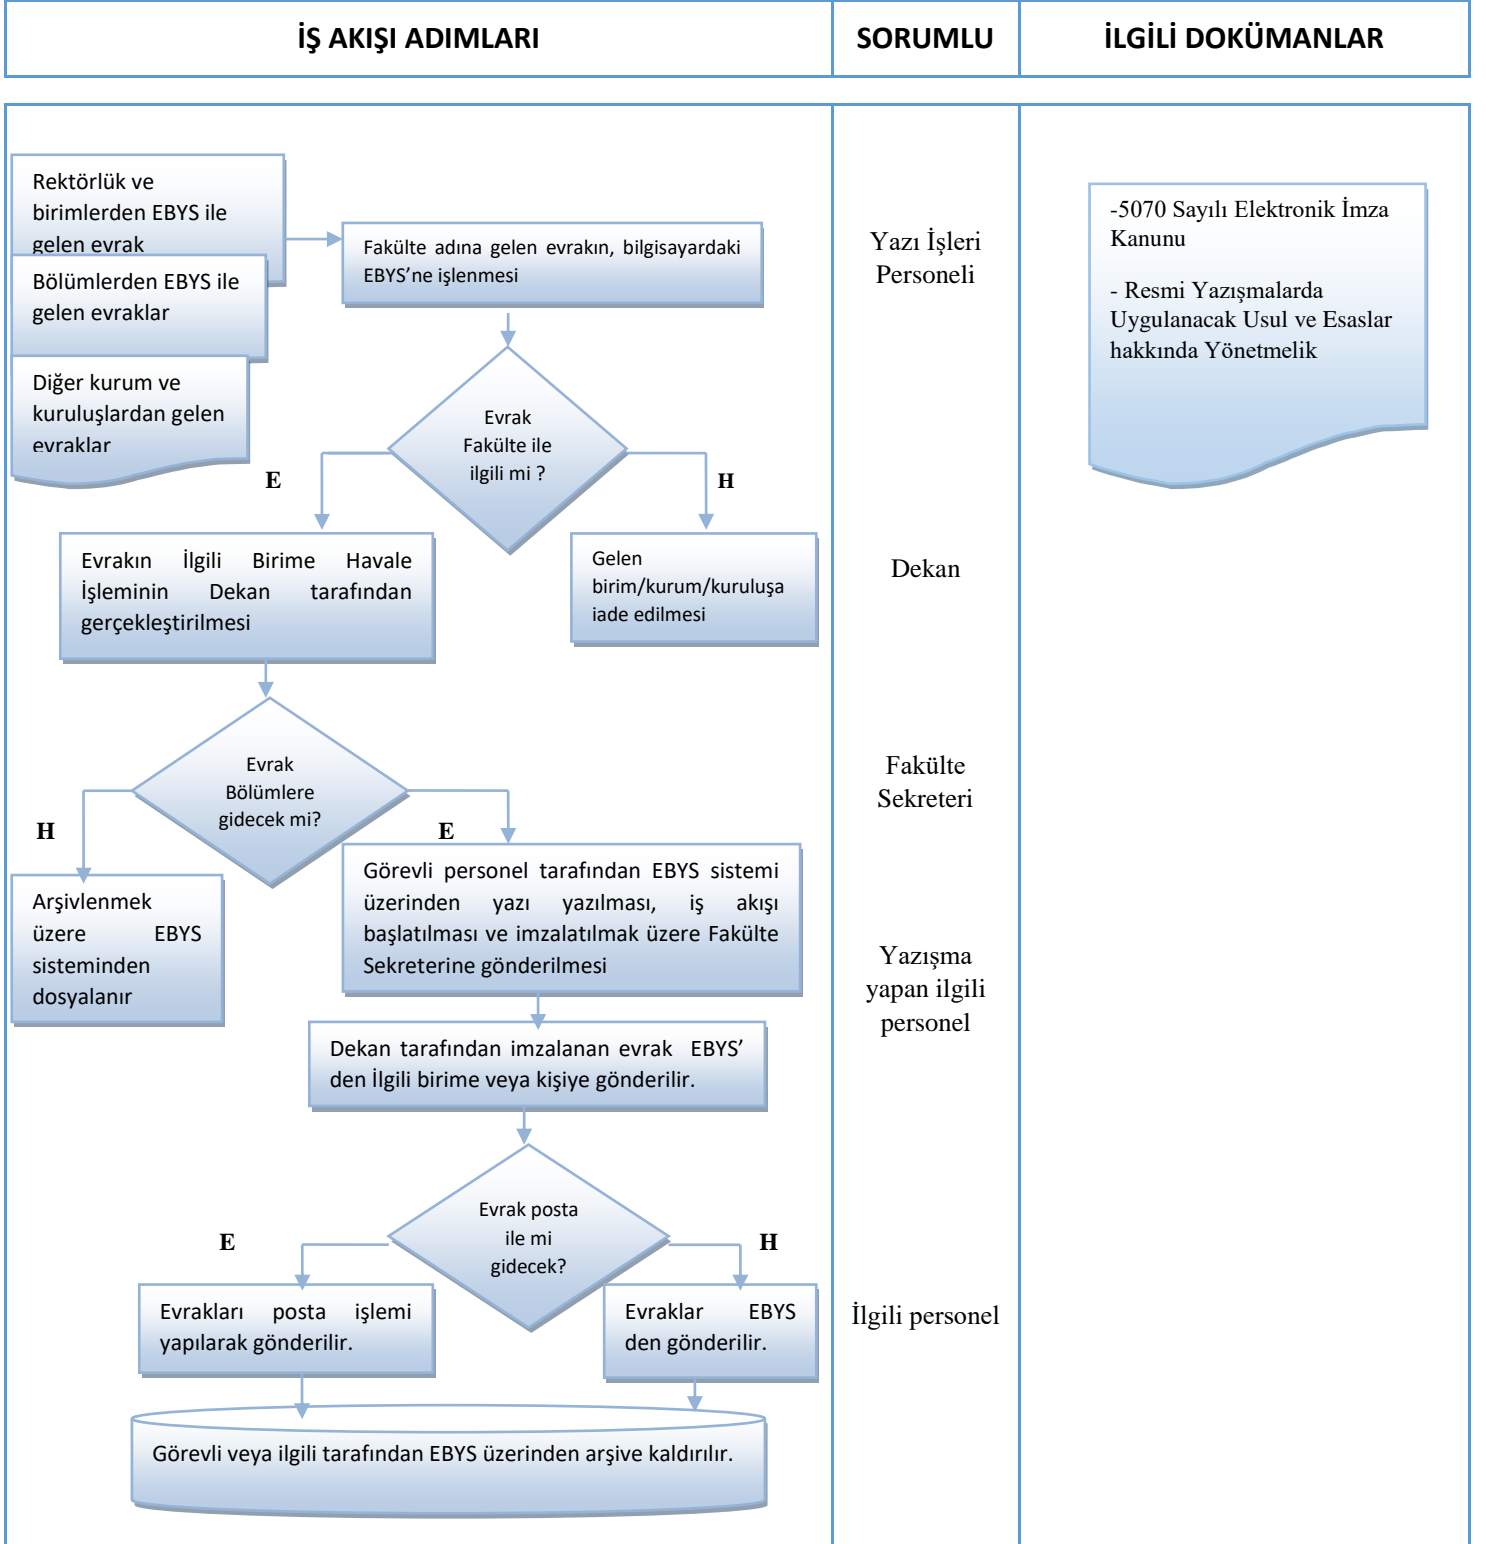 İŞ AKIŞI ADIMLARI
SORUMLU
İLGİLİ DOKÜMANLAR
Rektörlük ve
birimlerden EBYS ile
gelen evrak
Bölümlerden EBYS ile
gelen evraklar
Diğer kurum ve
kuruluşlardan gelen
evraklar
Fakülte adına gelen evrakın, bilgisayardaki
EBYS’ne işlenmesi
Yazı İşleri
Personeli
-5070 Sayılı Elektronik İmza
Kanunu
- Resmi Yazışmalarda
Uygulanacak Usul ve Esaslar
hakkında Yönetmelik
Evrak
Fakülte ile
ilgili mi ?
E
H
Evrakın İlgili Birime Havale
İşleminin Dekan tarafından
gerçekleştirilmesi
Gelen
birim/kurum/kuruluşa
iade edilmesi
Dekan
Evrak
Bölümlere
gidecek mi?
Fakülte
Sekreteri
H
E
Arşivlenmek
üzere EBYS
sisteminden
dosyalanır
Görevli personel tarafından EBYS sistemi
üzerinden yazı yazılması, iş akışı
başlatılması ve imzalatılmak üzere Fakülte
Sekreterine gönderilmesi
Yazışma
yapan ilgili
personel
Dekan tarafından imzalanan evrak EBYS’
den İlgili birime veya kişiye gönderilir.
Evrak posta
ile mi
gidecek?
E
H
Evrakları posta işlemi
yapılarak gönderilir.
Evraklar EBYS
den gönderilir.
İlgili personel
Görevli veya ilgili tarafından EBYS üzerinden arşive kaldırılır.